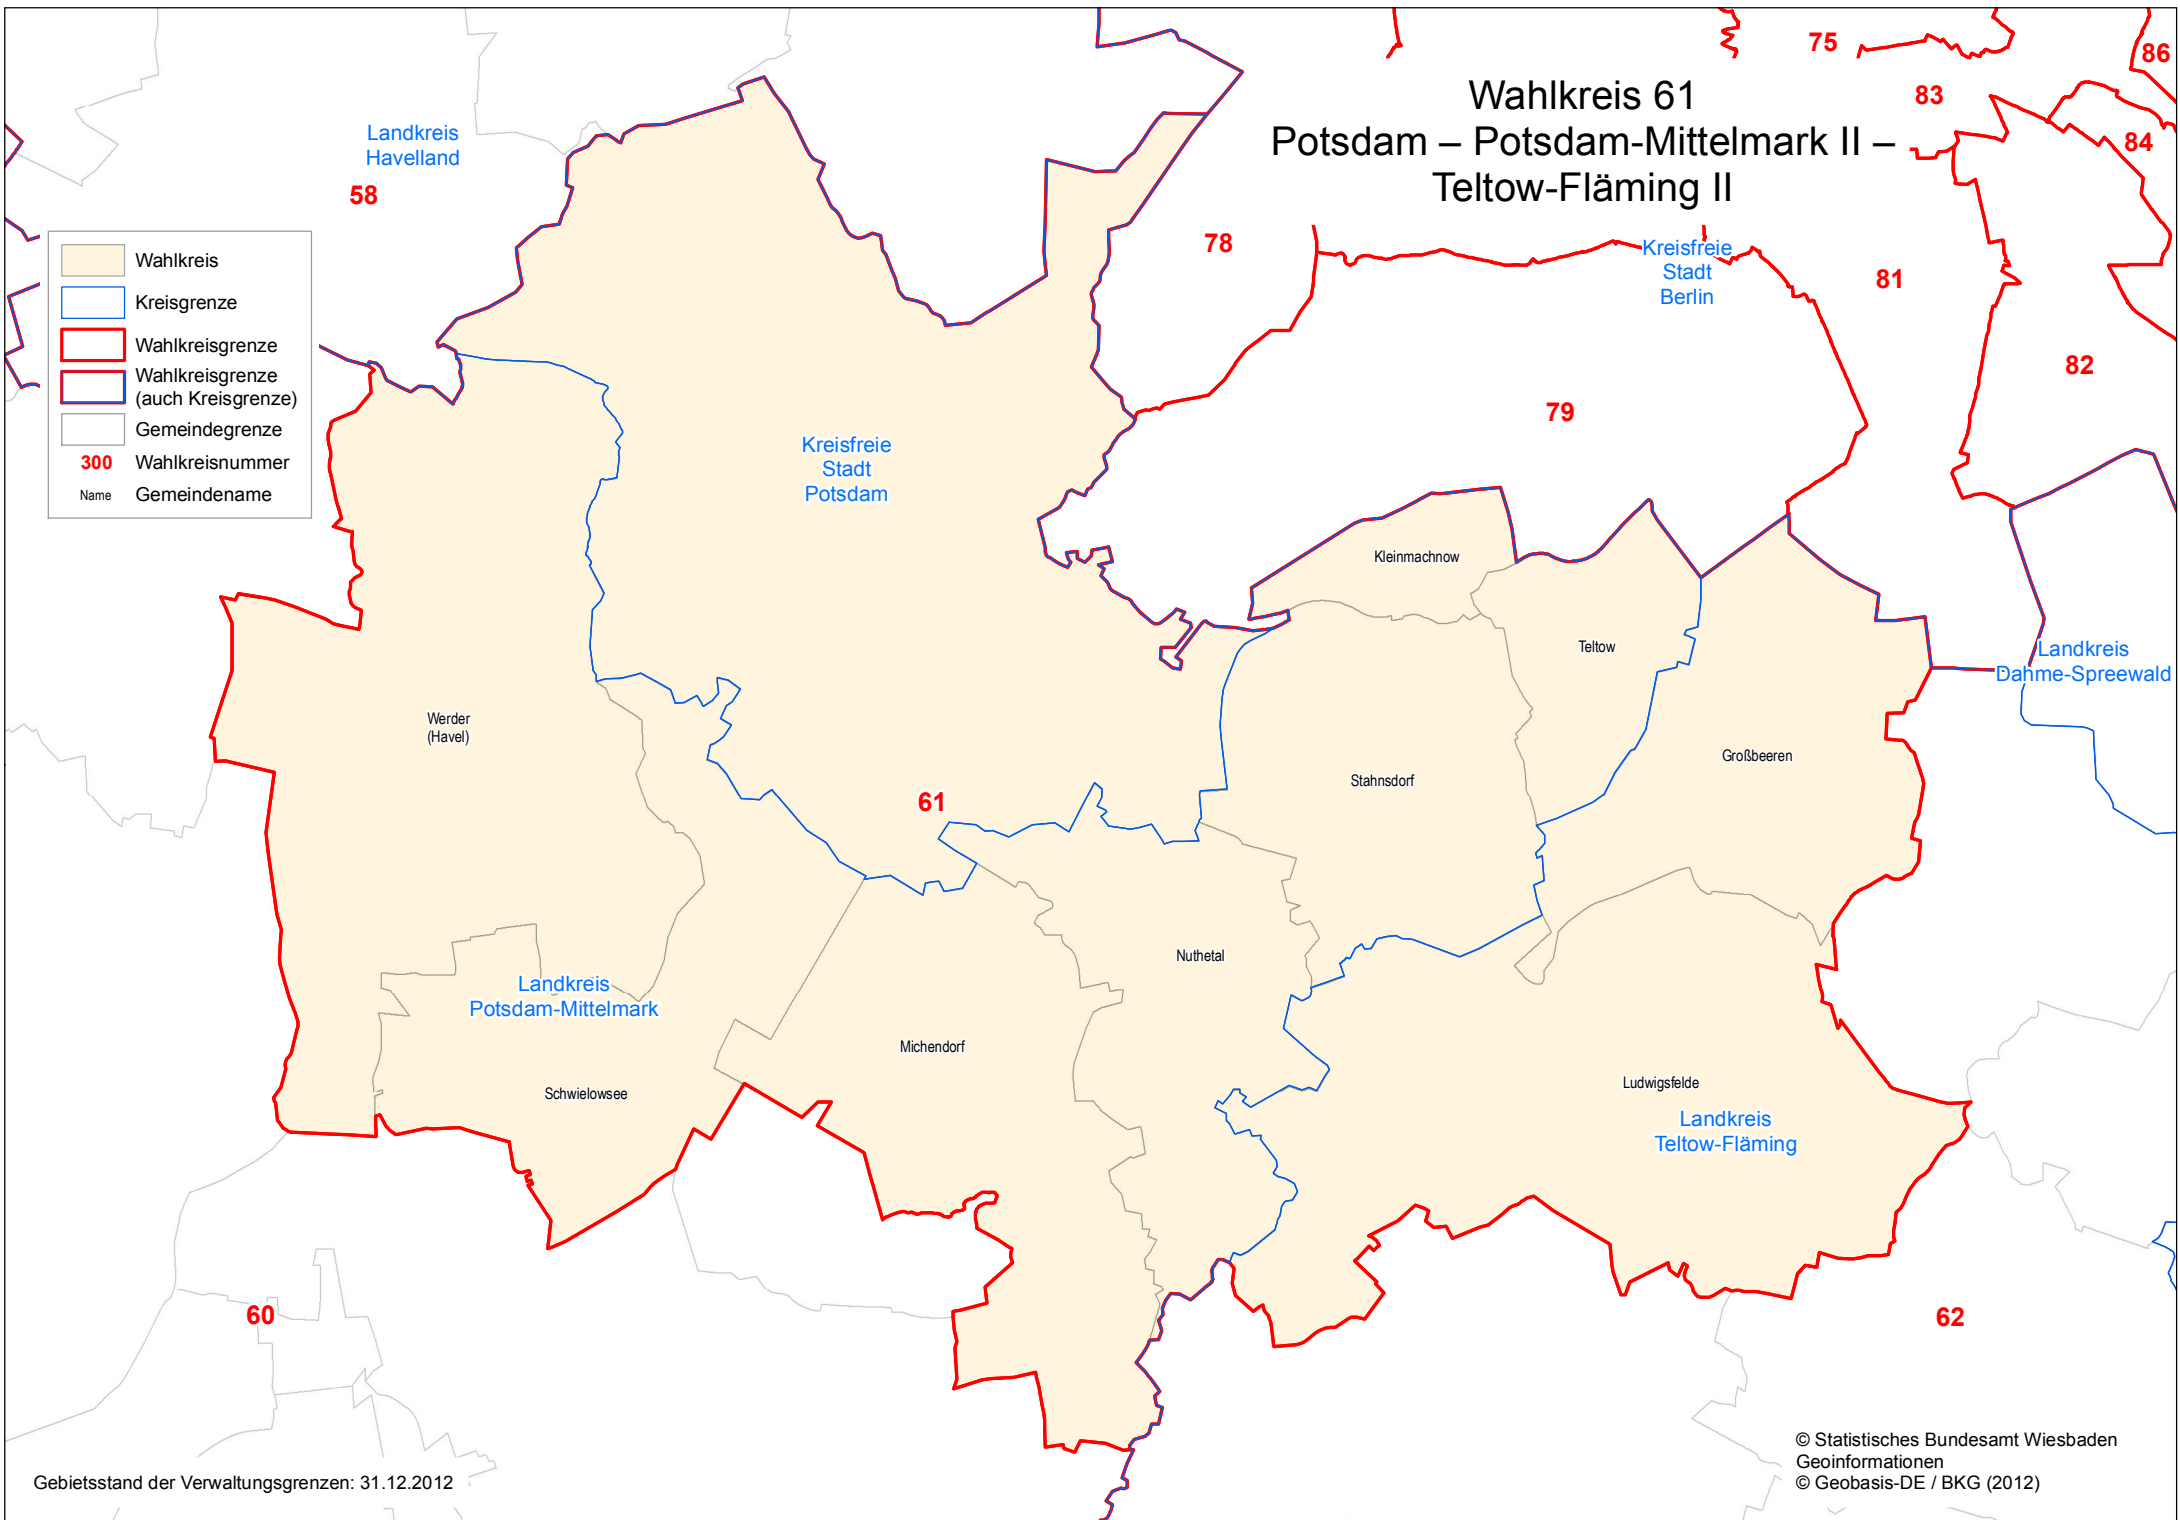 Wahlkreis 61
Potsdam – Potsdam-Mittelmark II –
Teltow-Fläming II
75
86
83
84
Landkreis
Havelland
58
78
Kreisfreie
Stadt
Berlin
81
82
79
Wahlkreis
Kreisgrenze
Wahlkreisgrenze
Wahlkreisgrenze
(auch Kreisgrenze)
Gemeindegrenze
300 Wahlkreisnummer
Name Gemeindename
Kreisfreie
Stadt
Potsdam
Kleinmachnow
Teltow
Landkreis
Dahme-Spreewald
Werder
(Havel)
Großbeeren
Stahnsdorf
61
Nuthetal
Landkreis
Potsdam-Mittelmark
Michendorf
Schwielowsee
Ludwigsfelde
Landkreis
Teltow-Fläming
60
62
Gebietsstand der Verwaltungsgrenzen: 31.12.2012
© Statistisches Bundesamt Wiesbaden
Geoinformationen
© Geobasis-DE / BKG (2012)